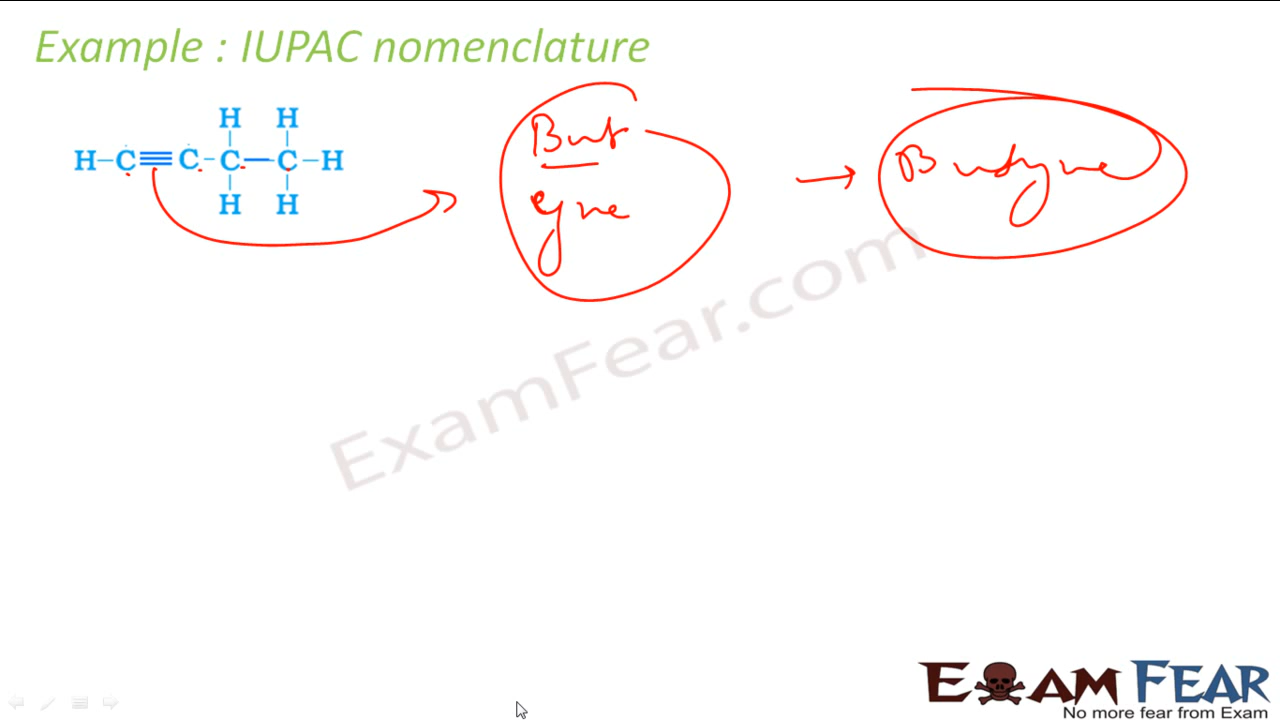 Example : IUPAC nomenclature
H H
H–C≡C–C–C–H
H H
But
yne
Butyne
ExamFear.com
EXAM FEAR
No more fear from Exam